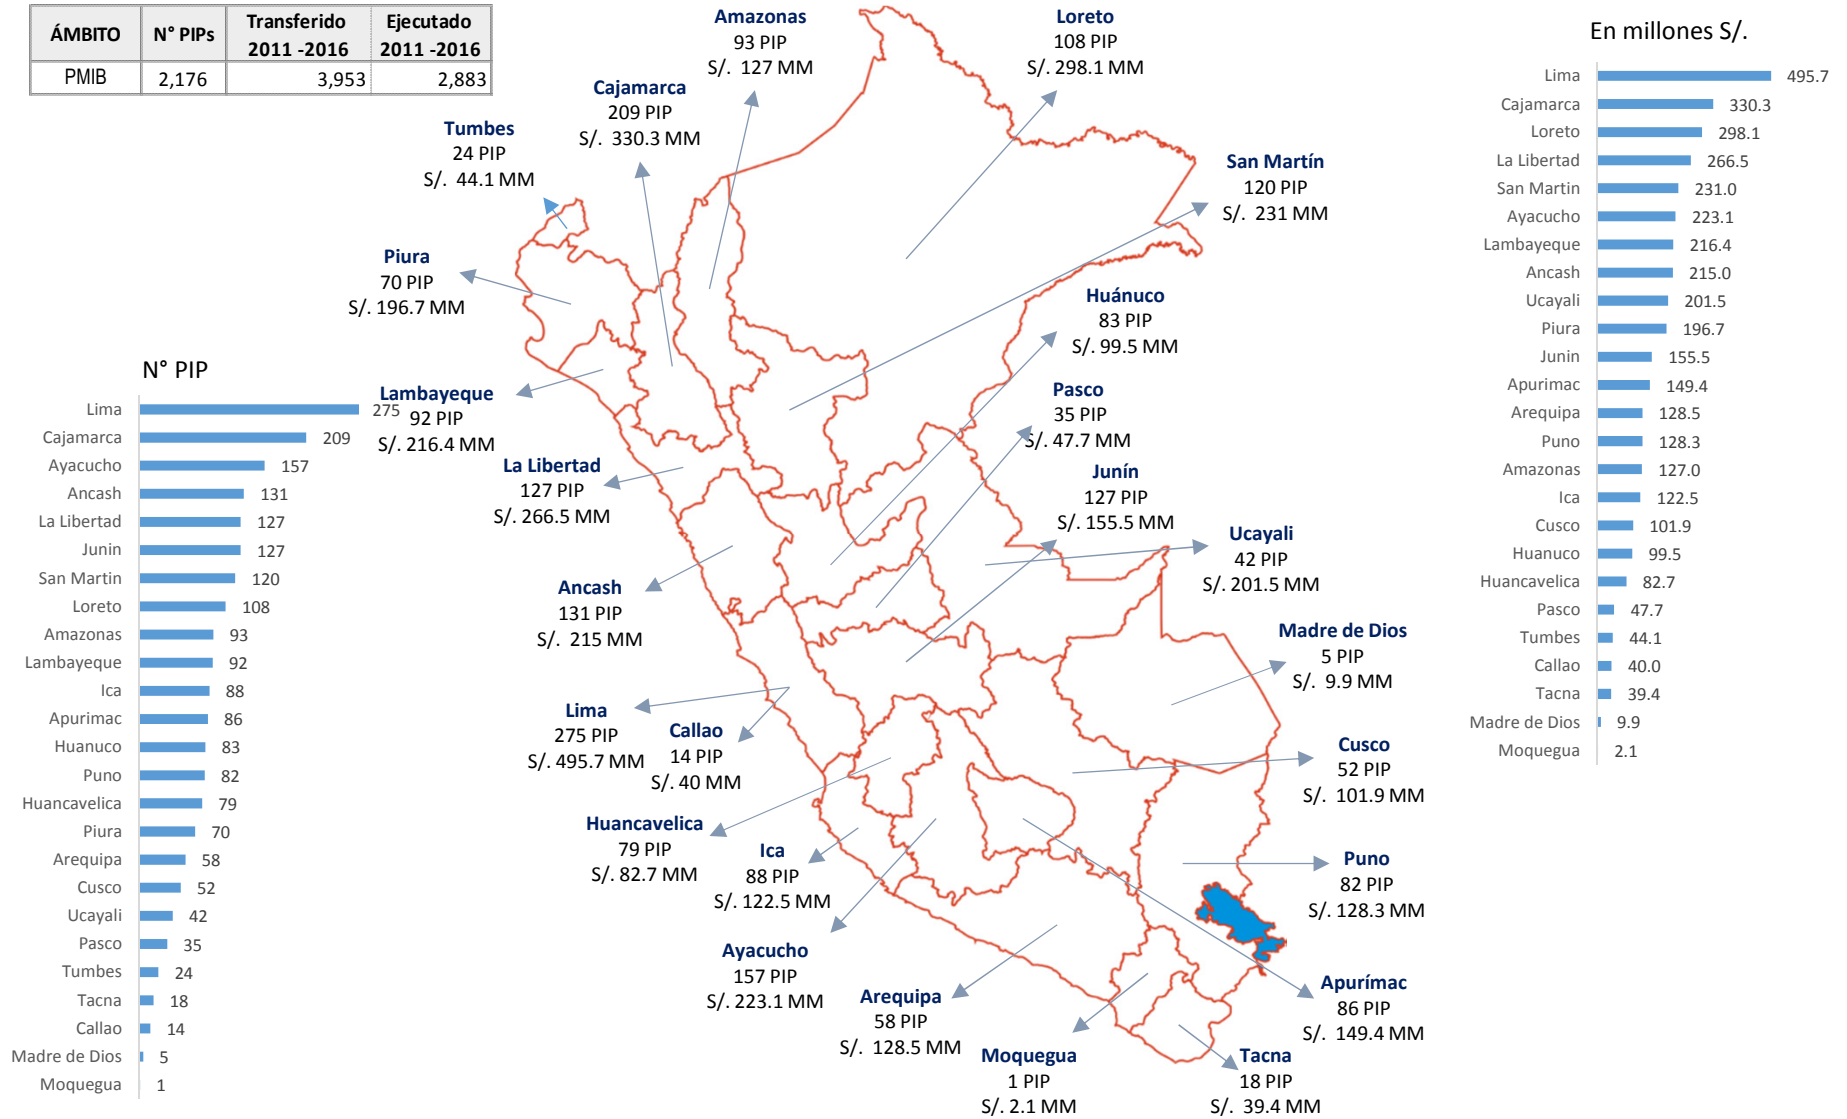 ÁMBITO N° PIPs Transferido 2011 -2016 Ejecutado 2011 -2016
PMIB 2,176 3,953 2,883
Amazonas
93 PIP
S/. 127 MM
Loreto
108 PIP
S/. 298.1 MM
Cajamarca
209 PIP
S/. 330.3 MM
Tumbes
24 PIP
S/. 44.1 MM
San Martín
120 PIP
S/. 231 MM
Piura
70 PIP
S/. 196.7 MM
Huánuco
83 PIP
S/. 99.5 MM
Lambayeque
92 PIP
S/. 216.4 MM
Pasco
35 PIP
S/. 47.7 MM
La Libertad
127 PIP
S/. 266.5 MM
Junín
127 PIP
S/. 155.5 MM
Ucayali
42 PIP
S/. 201.5 MM
Ancash
131 PIP
S/. 215 MM
Madre de Dios
5 PIP
S/. 9.9 MM
Lima
275 PIP
S/. 495.7 MM
Callao
14 PIP
S/. 40 MM
Cusco
52 PIP
S/. 101.9 MM
Huancavelica
79 PIP
S/. 82.7 MM
Ica
88 PIP
S/. 122.5 MM
Puno
82 PIP
S/. 128.3 MM
Ayacucho
157 PIP
S/. 223.1 MM
Arequipa
58 PIP
S/. 128.5 MM
Apurímac
86 PIP
S/. 149.4 MM
Moquegua
1 PIP
S/. 2.1 MM
Tacna
18 PIP
S/. 39.4 MM
N° PIP
Lima 275
Cajamarca 209
Ayacucho 157
Ancash 131
La Libertad 127
Junin 127
San Martin 120
Loreto 108
Amazonas 93
Lambayeque 92
Ica 88
Apurimac 86
Huanuco 83
Puno 82
Huancavelica 79
Piura 70
Arequipa 58
Cusco 52
Ucayali 42
Pasco 35
Tumbes 24
Tacna 18
Callao 14
Madre de Dios 5
Moquegua 1
En millones S/.
Lima 495.7
Cajamarca 330.3
Loreto 298.1
La Libertad 266.5
San Martin 231.0
Ayacucho 223.1
Lambayeque 216.4
Ancash 215.0
Ucayali 201.5
Piura 196.7
Junin 155.5
Apurimac 149.4
Arequipa 128.5
Puno 128.3
Amazonas 127.0
Ica 122.5
Cusco 101.9
Huanuco 99.5
Huancavelica 82.7
Pasco 47.7
Tumbes 44.1
Callao 40.0
Tacna 39.4
Madre de Dios 9.9
Moquegua 2.1